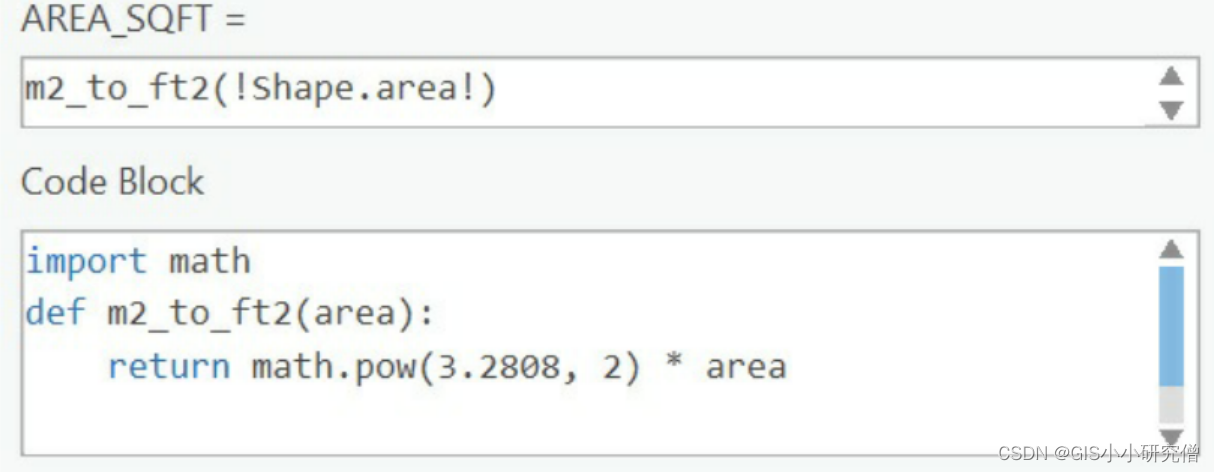 AREA_SQFT =
m2_to_ft2(!Shape.area!)
Code Block
import math
def m2_to_ft2(area):
    return math.pow(3.2808, 2) * area
CSDN @GIS小小研究僧